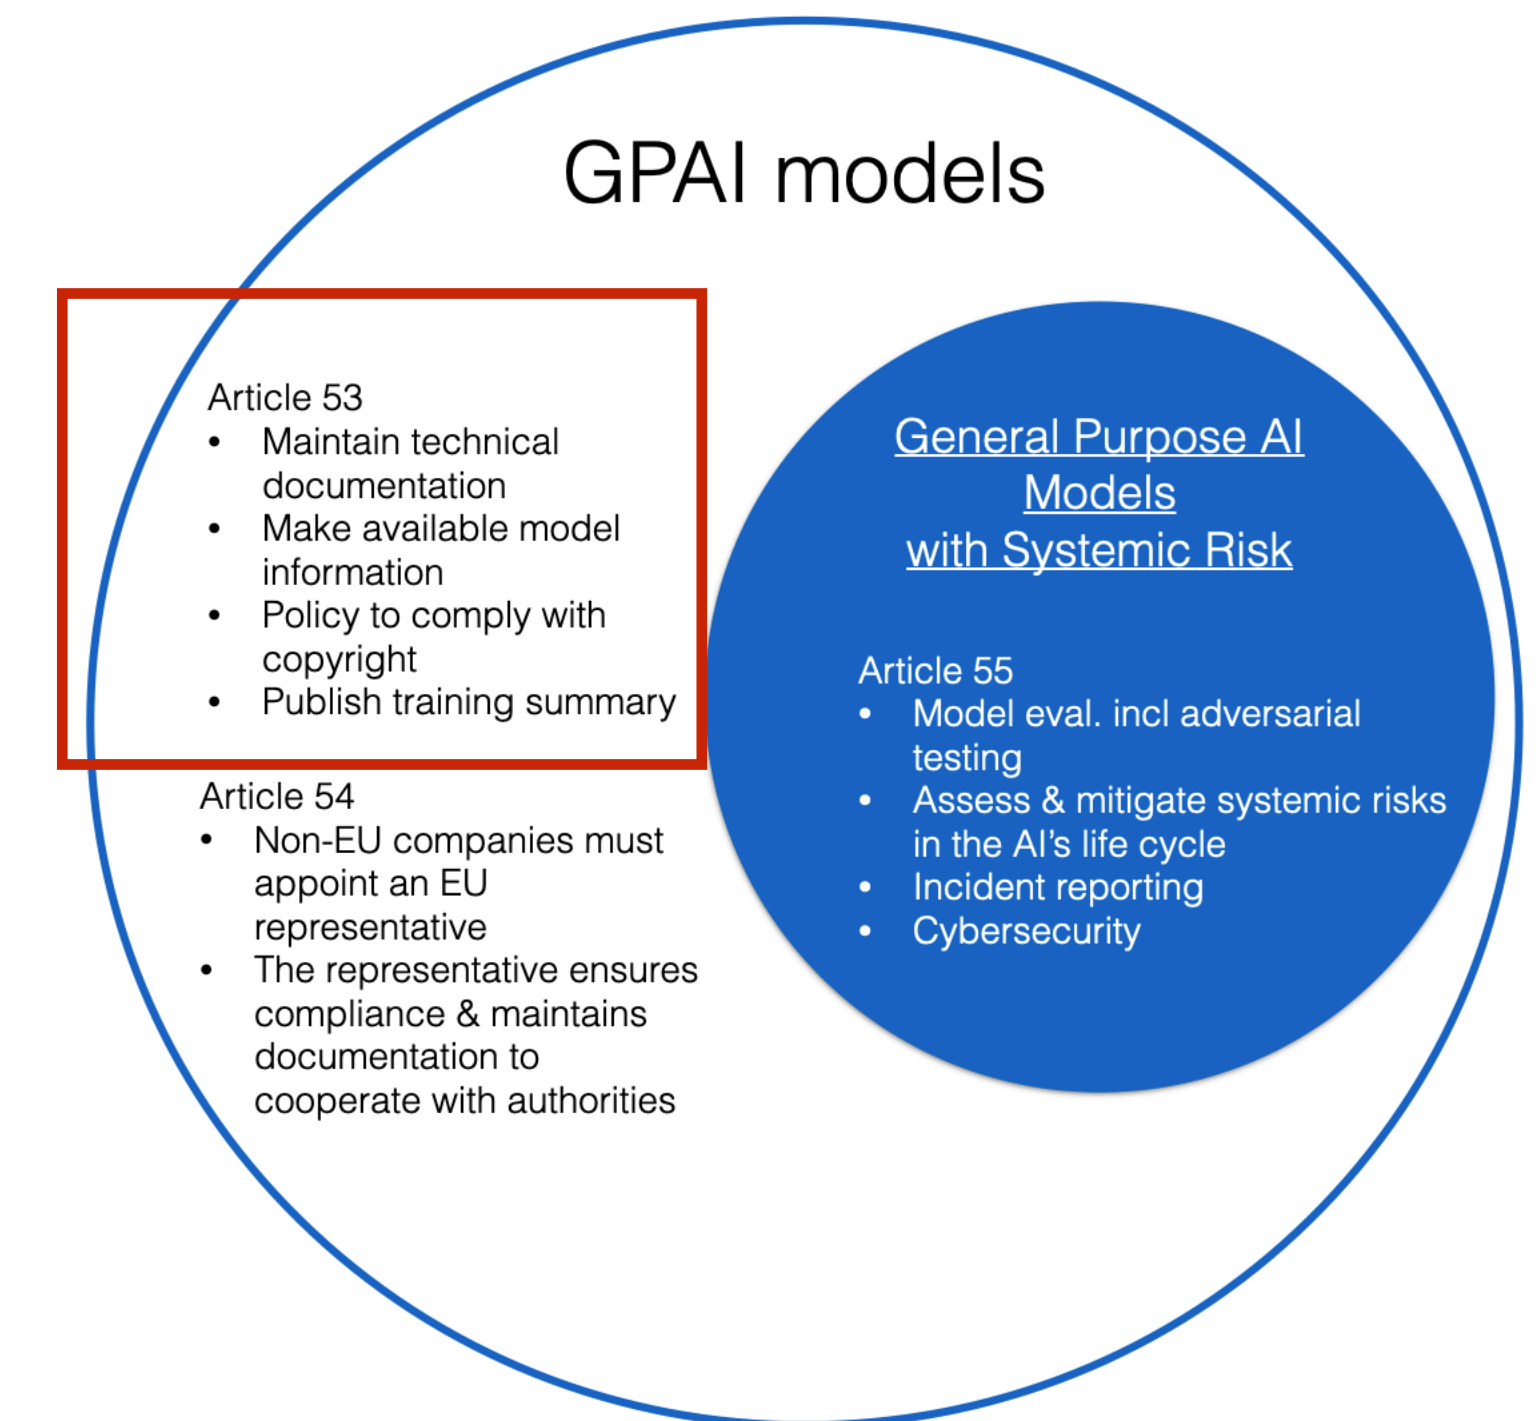 GPAI models
Article 53
• Maintain technical
documentation
• Make available model
information
• Policy to comply with
copyright
• Publish training summary
Article 54
• Non-EU companies must
appoint an EU
representative
• The representative ensures
compliance & maintains
documentation to
cooperate with authorities
General Purpose AI
Models
with Systemic Risk
Article 55
• Model eval. incl adversarial
testing
• Assess & mitigate systemic risks
in the AI’s life cycle
• Incident reporting
• Cybersecurity